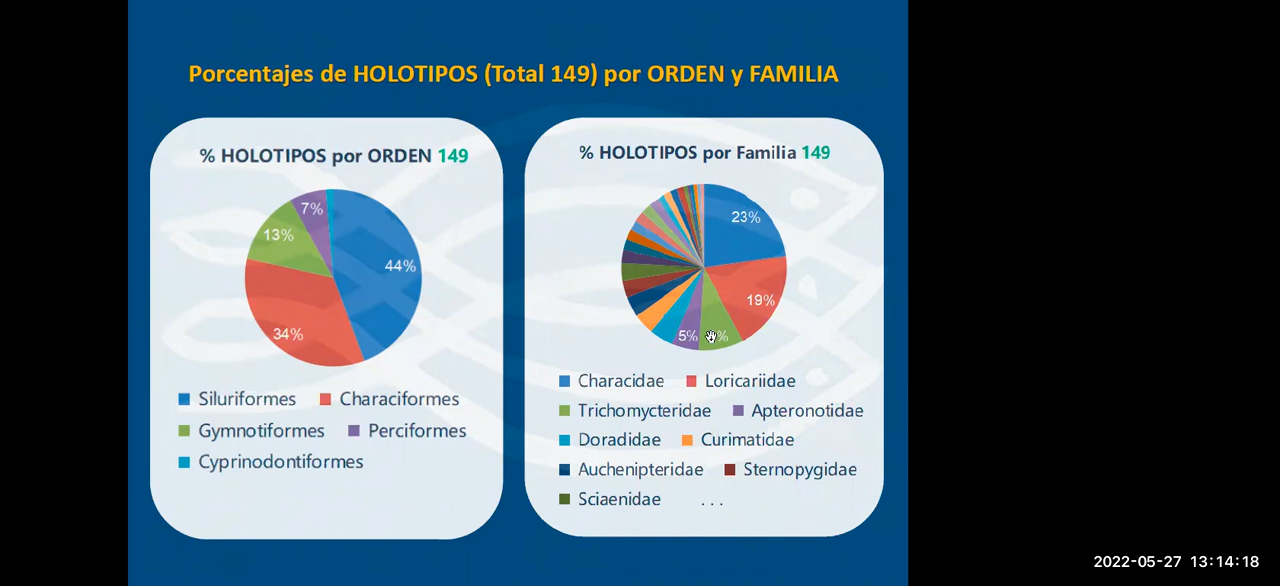 Porcentajes de HOLOTIPOS (Total 149) por ORDEN y FAMILIA
% HOLOTIPOS por ORDEN 149
7%
13%
44%
34%
Siluriformes Characiformes
Gymnotiformes Perciformes
Cyprinodontiformes
% HOLOTIPOS por Familia 149
23%
19%
5% %
Characidae Loricariidae
Trichomycteridae Apteronotidae
Doradidae Curimatidae
Auchenipteridae Sternopygidae
Sciaenidae ...
2022-05-27 13:14:18